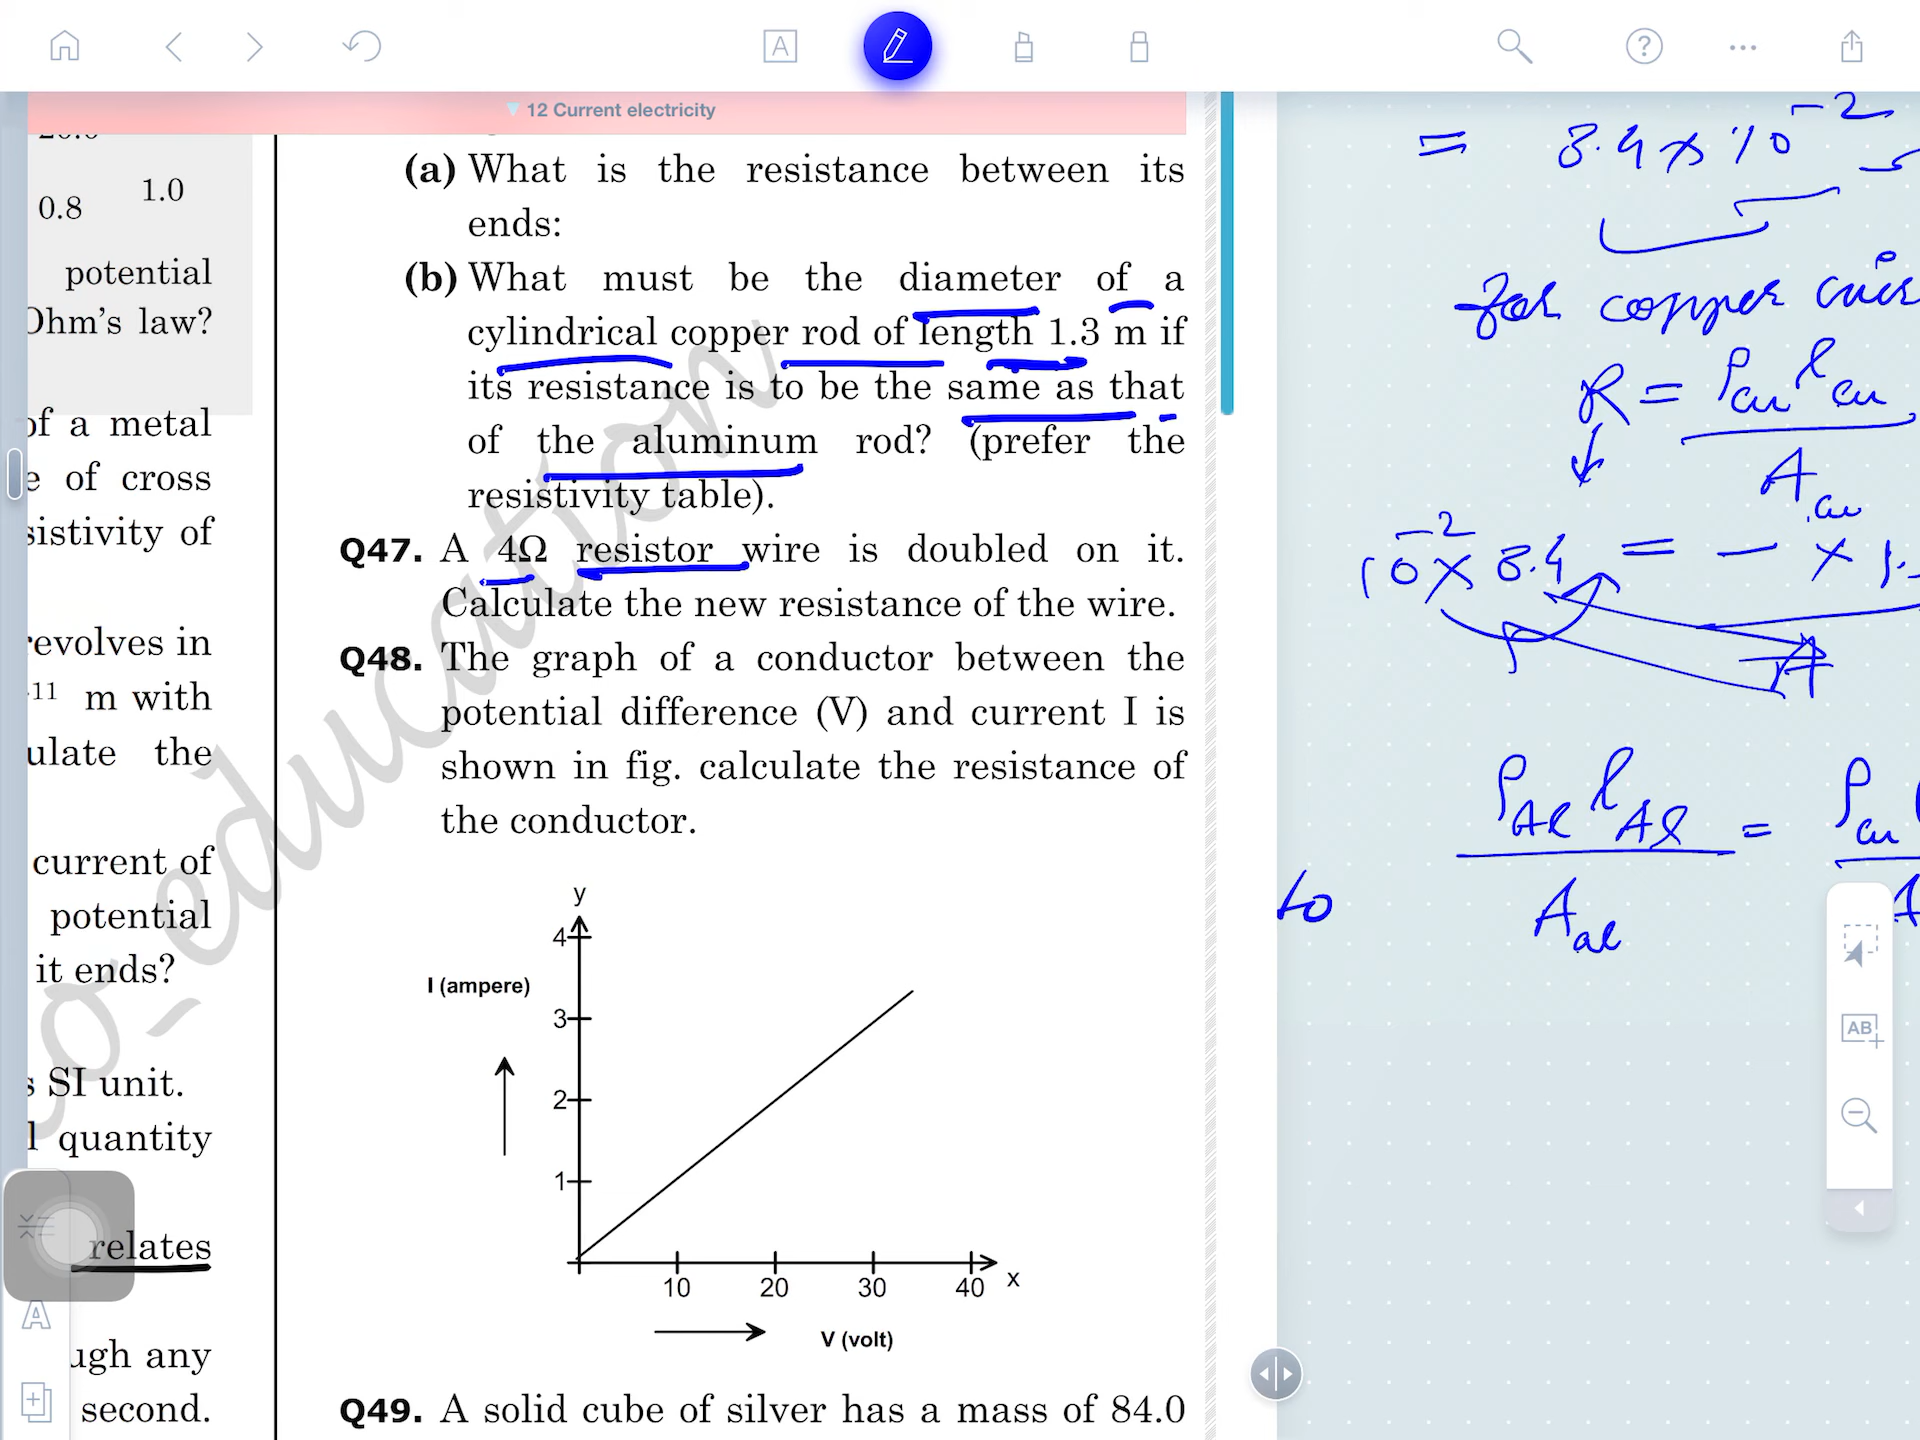 12 Current electricity
0.8 1.0
potential
Ohm's law?
of a metal
e of cross
sistivity of
revolves in
-11 m with
ulate the
current of
potential
it ends?
s SI unit.
l quantity
relates
ugh any
second.
(a) What is the resistance between its
ends:
(b) What must be the diameter of a
cylindrical copper rod of length 1.3 m if
its resistance is to be the same as that
of the aluminum rod? (prefer the
resistivity table).
Q47. A 4Ω resistor wire is doubled on it.
Calculate the new resistance of the wire.
Q48. The graph of a conductor between the
potential difference (V) and current I is
shown in fig. calculate the resistance of
the conductor.
y
4
I (ampere)
3
2
1
10 20 30 40 x
V (volt)
Q49. A solid cube of silver has a mass of 84.0
o_education
= 8.4 × 10⁻²
for copper
R = ρcu lcu
Acu
10⁻² × 8.4 = — × 1.
A
ρAl lAl = ρcu
to Aal A
A
AB